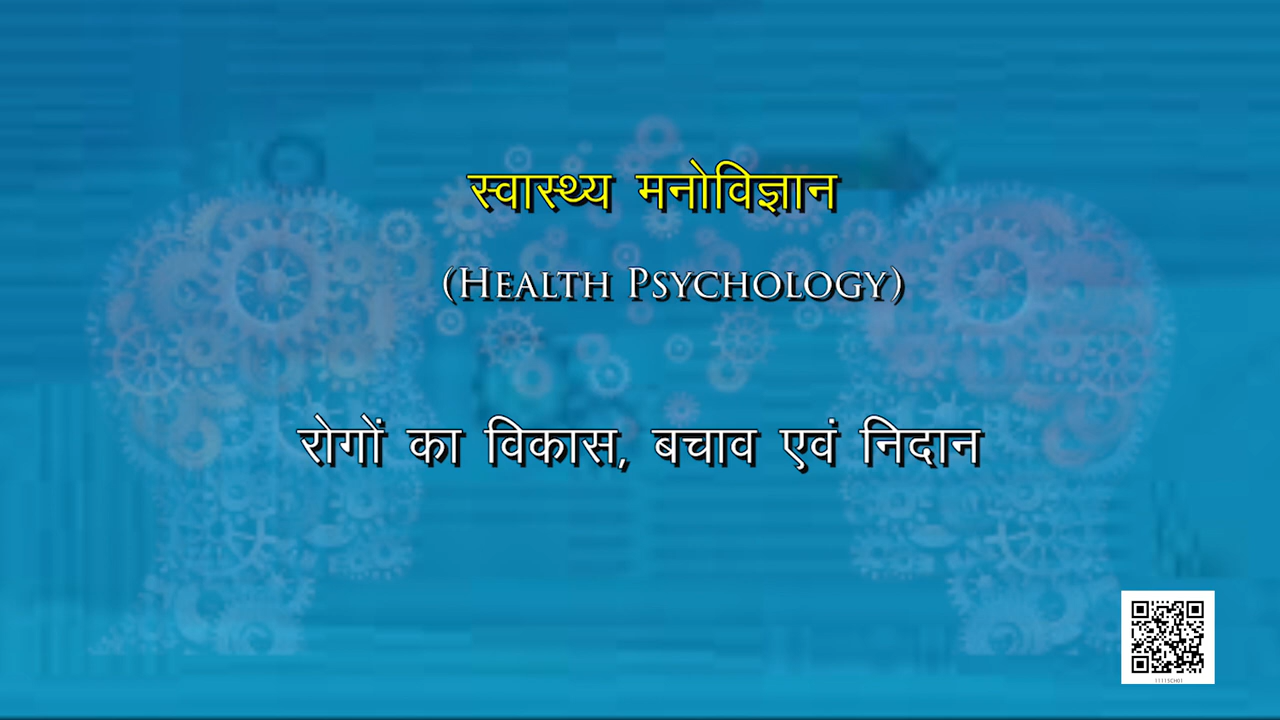 स्वास्थ्य मनोविज्ञान
(HEALTH PSYCHOLOGY)
रोगों का विकास, बचाव एवं निदान